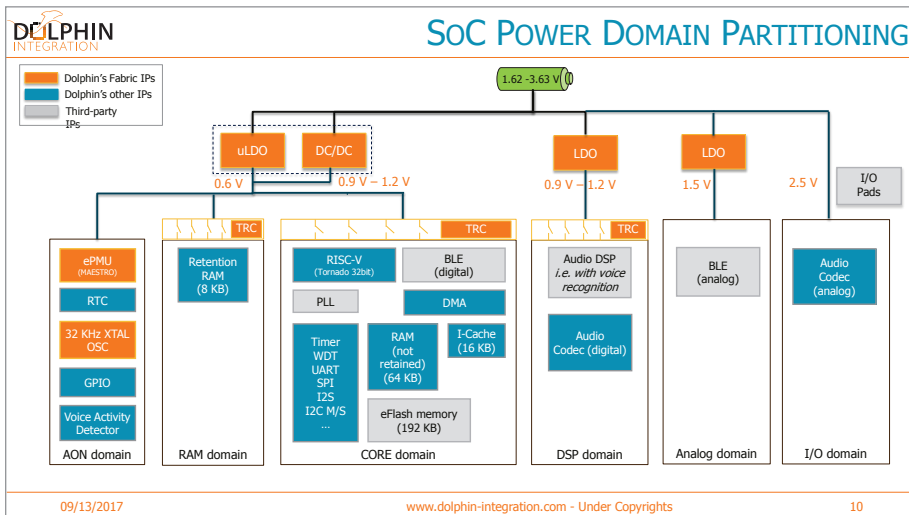 DOLPHIN
INTEGRATION
SOC POWER DOMAIN PARTITIONING
Dolphin's Fabric IPs
Dolphin's other IPs
Third-party
IPs
1.62 -3.63 V
uLDO
DC/DC
LDO
LDO
0.6 V
0.9 V – 1.2 V
0.9 V – 1.2 V
1.5 V
2.5 V
I/O
Pads
TRC
TRC
TRC
ePMU
(MAESTRO)
RTC
32 KHz XTAL
OSC
GPIO
Voice Activity
Detector
AON domain
Retention
RAM
(8 KB)
RAM domain
RISC-V
(Tornado 32bit)
BLE
(digital)
PLL
DMA
Timer
WDT
UART
SPI
I2S
I2C M/S
...
RAM
(not
retained)
(64 KB)
I-Cache
(16 KB)
eFlash memory
(192 KB)
CORE domain
Audio DSP
i.e. with voice
recognition
Audio
Codec (digital)
DSP domain
BLE
(analog)
Analog domain
Audio
Codec
(analog)
I/O domain
09/13/2017
www.dolphin-integration.com - Under Copyrights
10